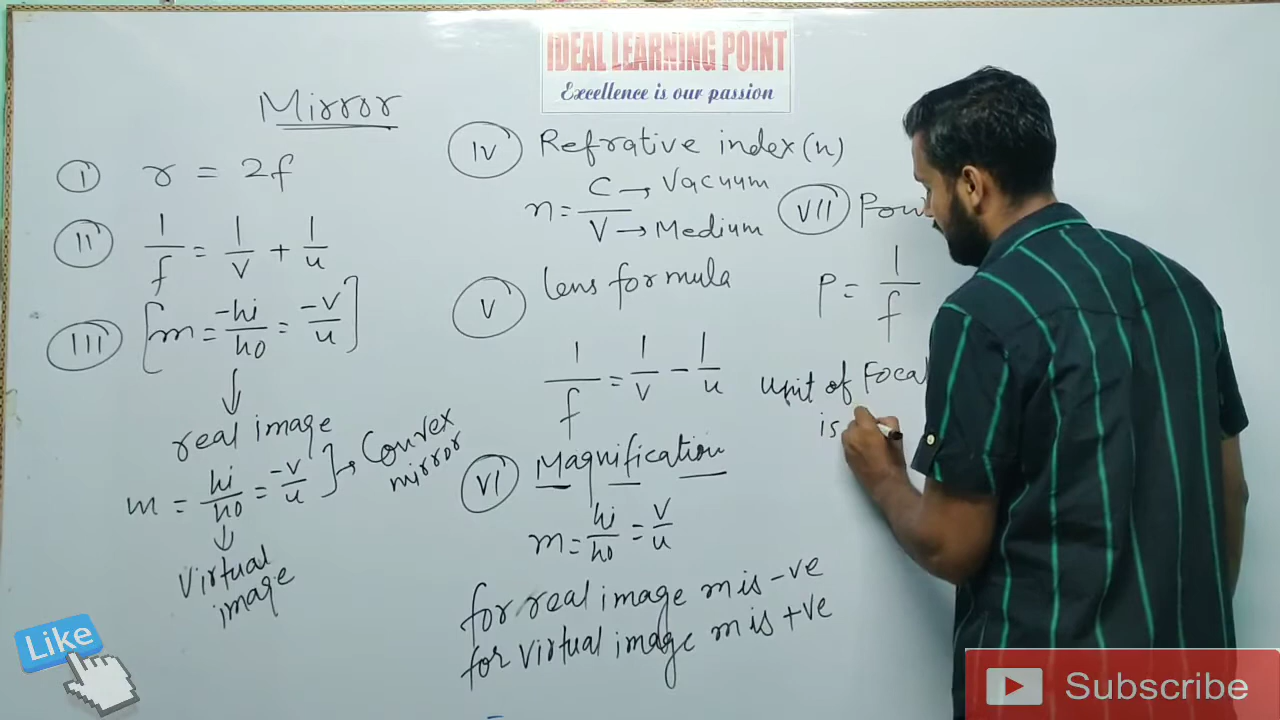 IDEAL LEARNING POINT
Excellence is our passion
Mirror
I r = 2f
II 1/f = 1/v + 1/u
III [m = -hi/ho = -v/u]
↓
real image
m = hi/ho = -v/u ] → Convex mirror
↓
Virtual
image
IV Refrative index (n)
n = C → Vacuum
V → Medium
V lens formula
1/f = 1/v - 1/u
VI Magnification
m = hi/ho = v/u
for real image m is -ve
for virtual image m is +ve
VII
P = 1/f
unit of
is
Like
Subscribe